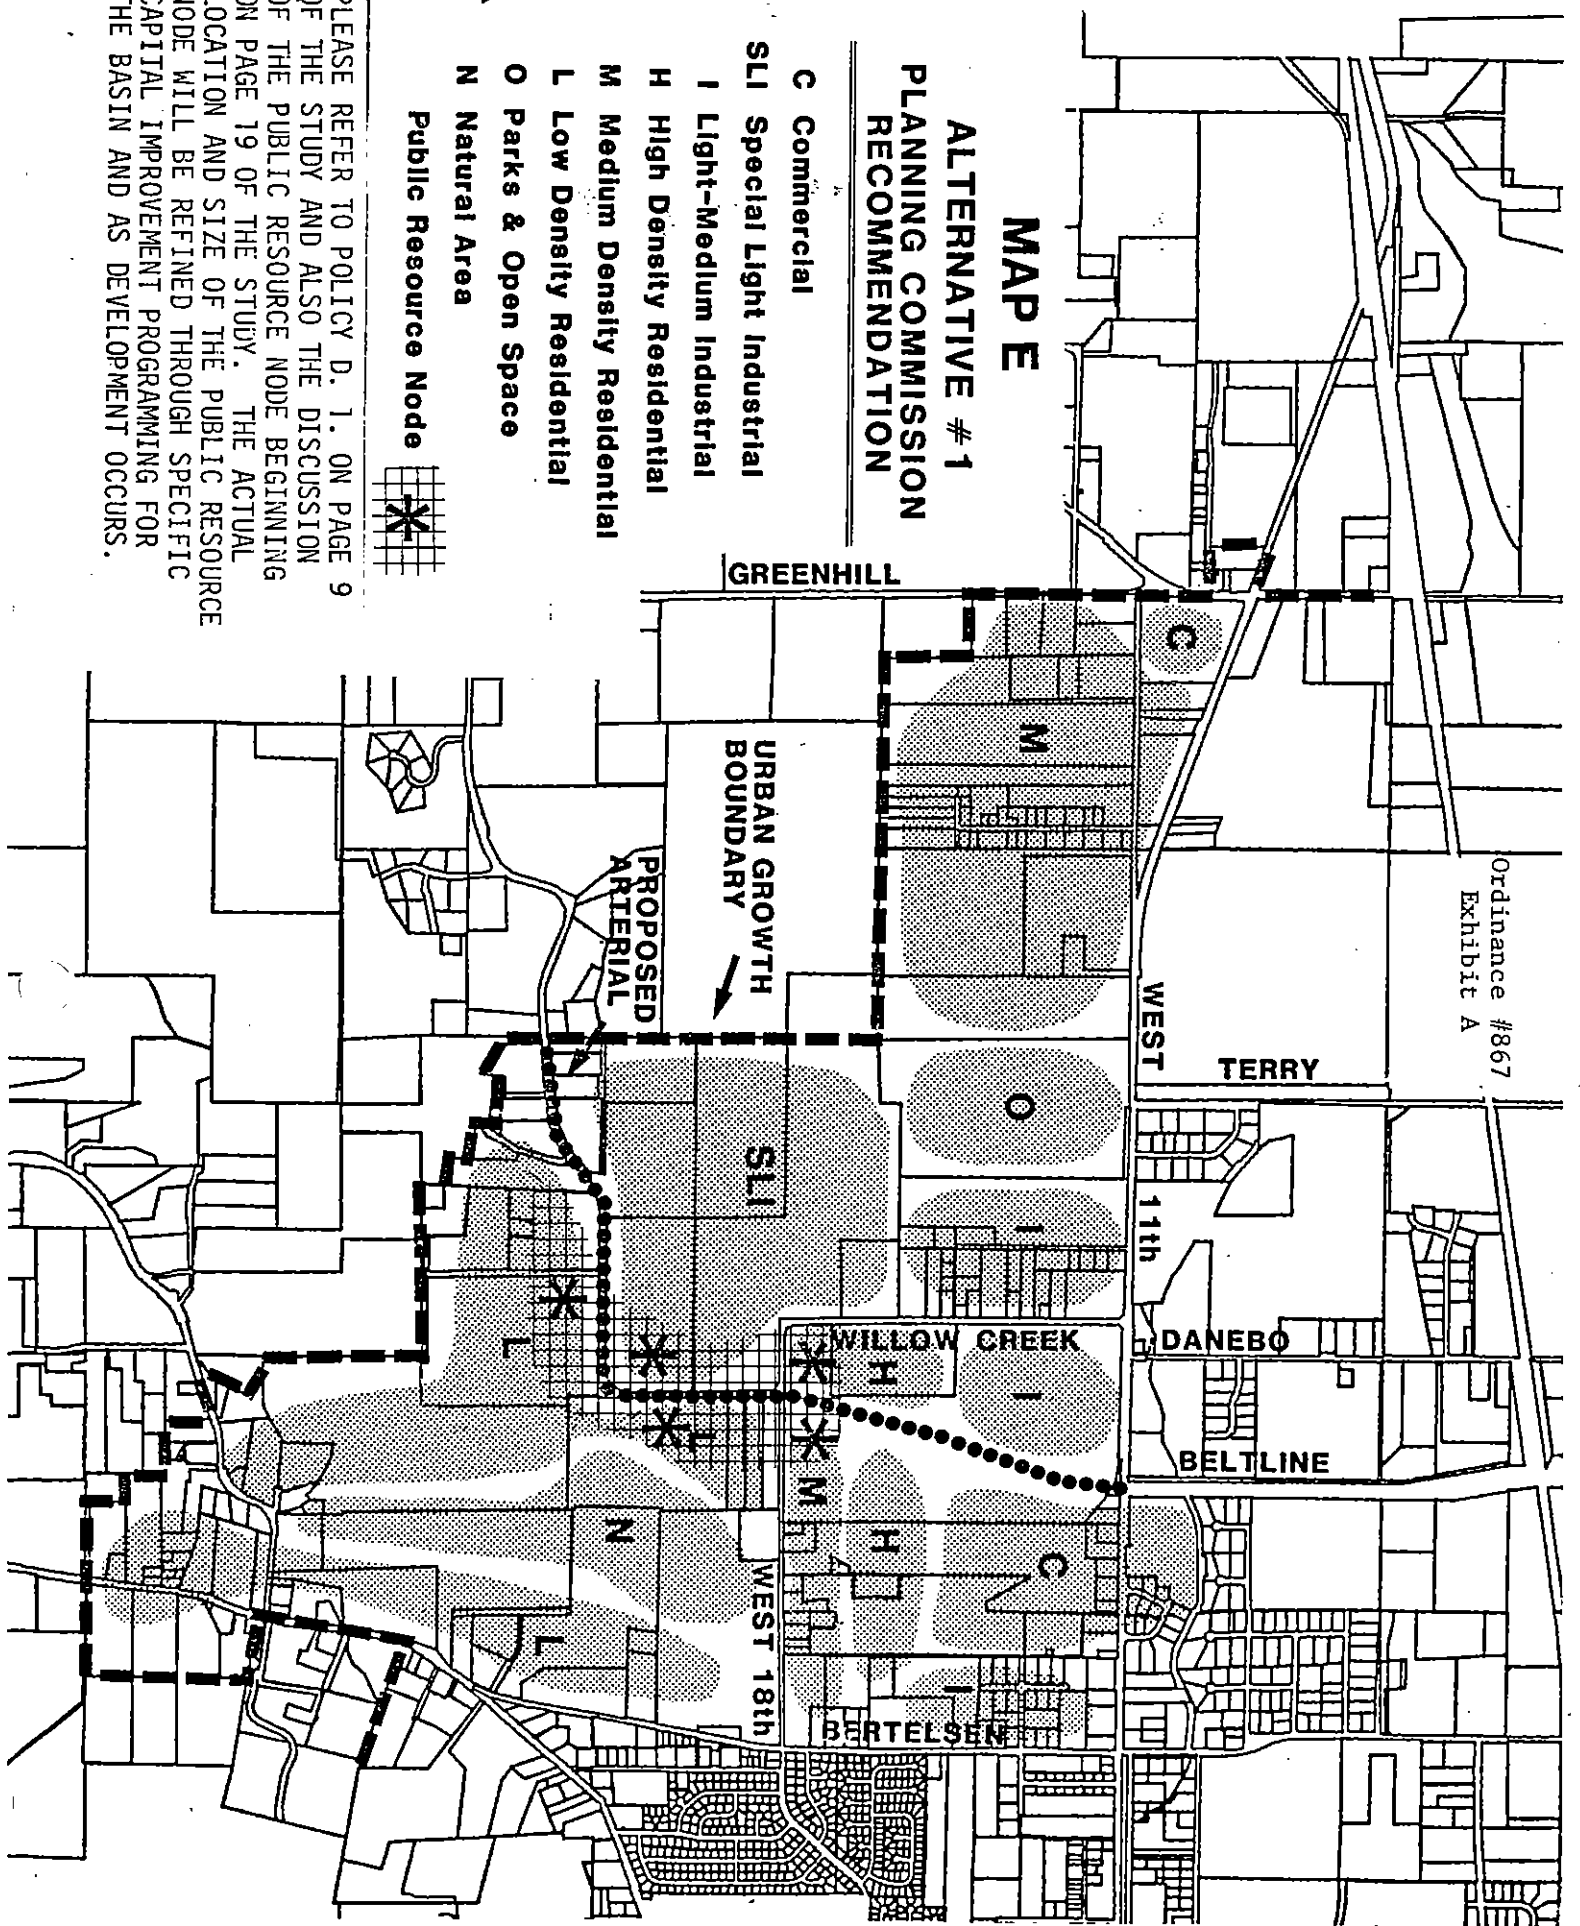 Ordinance #867
Exhibit A
MAP E
ALTERNATIVE #1
PLANNING COMMISSION
RECOMMENDATION
C Commercial
SLI Special Light Industrial
I Light-Medium Industrial
H High Density Residential
M Medium Density Residential
L Low Density Residential
O Parks & Open Space
N Natural Area
Public Resource Node
PLEASE REFER TO POLICY D. 1. ON PAGE 9
OF THE STUDY AND ALSO THE DISCUSSION
OF THE PUBLIC RESOURCE NODE BEGINNING
ON PAGE 19 OF THE STUDY. THE ACTUAL
LOCATION AND SIZE OF THE PUBLIC RESOURCE
NODE WILL BE REFINED THROUGH SPECIFIC
CAPITAL IMPROVEMENT PROGRAMMING FOR
THE BASIN AND AS DEVELOPMENT OCCURS.
GREENHILL
TERRY
DANEBO
BELTLINE
WEST
11th
WILLOW CREEK
BERTELSEN
WEST 18th
URBAN GROWTH
BOUNDARY
PROPOSED
ARTERIAL
C
M
O
I
I
C
I
H
H
M
SLI
L
L
N
L